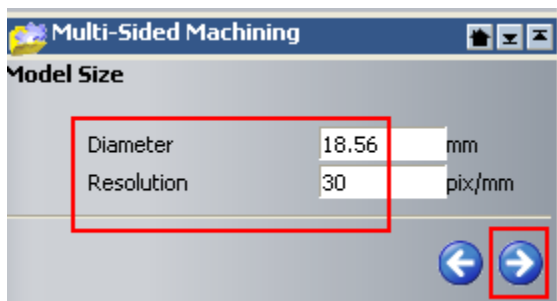 Multi-Sided Machining
Model Size
Diameter 18.56 mm
Resolution 30 pix/mm